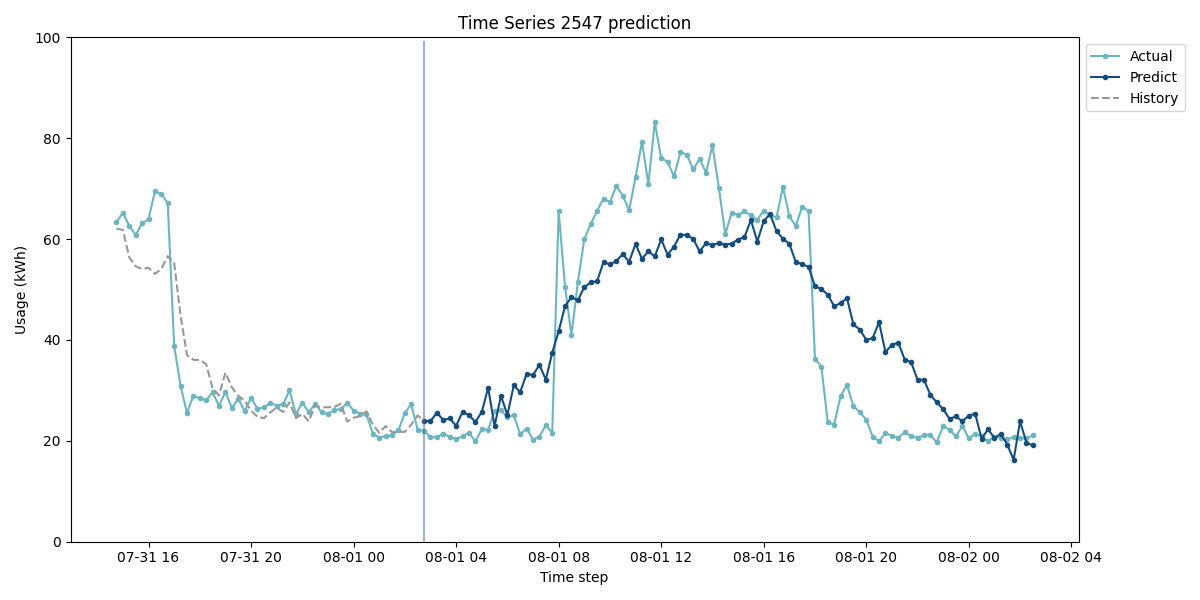 Time Series 2547 prediction
100
80
60
40
20
0
Usage (kWh)
07-31 16
07-31 20
08-01 00
08-01 04
08-01 08
08-01 12
08-01 16
08-01 20
08-02 00
08-02 04
Time step
Actual
Predict
History